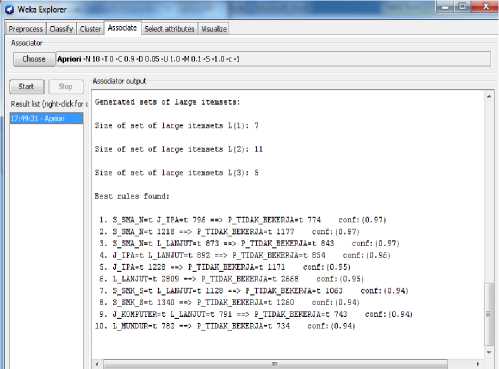 Weka Explorer
Preprocess Classify Cluster Associate Select attributes Visualize
Associator
Choose Apriori -N 10 -T 0 -C 0.9 -D 0.05 -U 1.0 -M 0.1 -S -1.0 -c -1
Start Stop
Associator output
Result list (right-click for o
17:49:31 - Apriori
Generated sets of large itemsets:
Size of set of large itemsets L(1): 7
Size of set of large itemsets L(2): 11
Size of set of large itemsets L(3): 5
Best rules found:
1. S_SMA_N=t J_IPA=t 796 ==> P_TIDAK_BEKERJA=t 774 conf:(0.97)
2. S_SMA_N=t 1218 ==> P_TIDAK_BEKERJA=t 1177 conf:(0.97)
3. S_SMA_N=t L_LANJUT=t 873 ==> P_TIDAK_BEKERJA=t 843 conf:(0.97)
4. J_IPA=t L_LANJUT=t 892 ==> P_TIDAK_BEKERJA=t 854 conf:(0.96)
5. J_IPA=t 1228 ==> P_TIDAK_BEKERJA=t 1171 conf:(0.95)
6. L_LANJUT=t 2809 ==> P_TIDAK_BEKERJA=t 2668 conf:(0.95)
7. S_SMK_S=t L_LANJUT=t 1128 ==> P_TIDAK_BEKERJA=t 1063 conf:(0.94)
8. S_SMK_S=t 1340 ==> P_TIDAK_BEKERJA=t 1260 conf:(0.94)
9. J_KOMPUTER=t L_LANJUT=t 791 ==> P_TIDAK_BEKERJA=t 743 conf:(0.94)
10. L_MUNDUR=t 782 ==> P_TIDAK_BEKERJA=t 734 conf:(0.94)